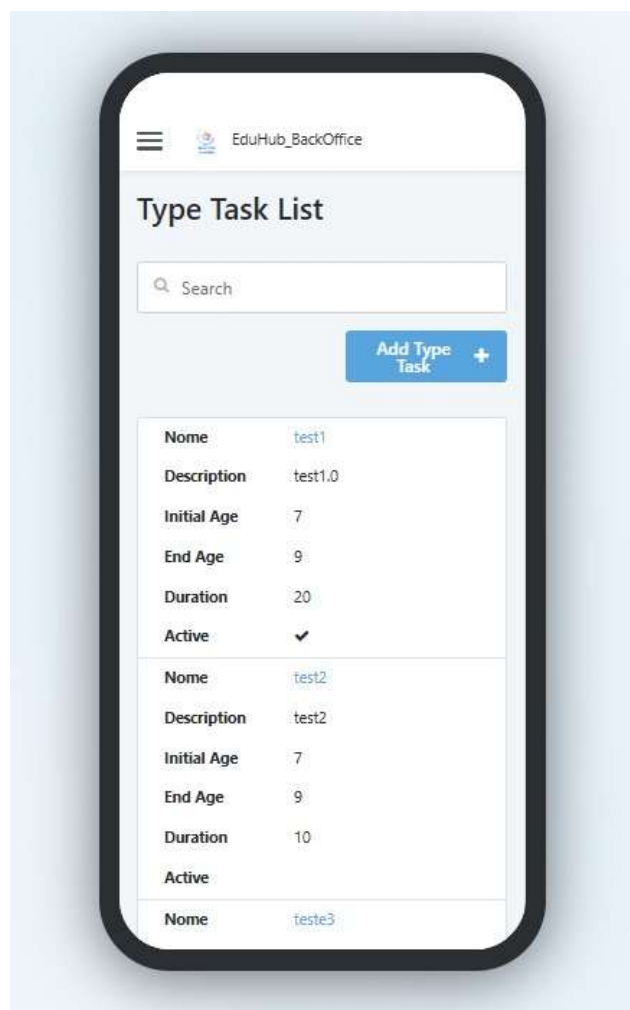 EduHub_BackOffice
Type Task List
Search
Add Type
Task
Nome test1
Description test1.0
Initial Age 7
End Age 9
Duration 20
Active
Nome test2
Description test2
Initial Age 7
End Age 9
Duration 10
Active
Nome teste3